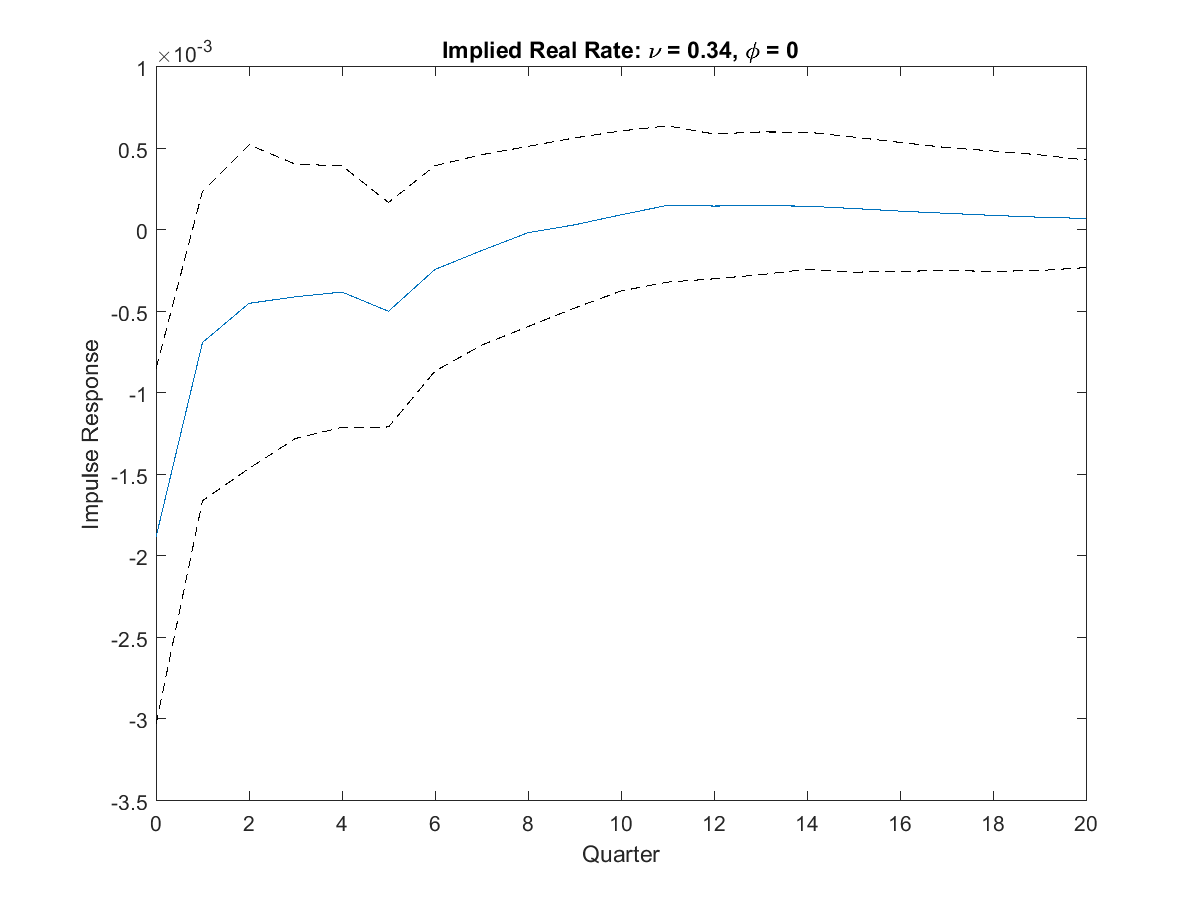 ×10-3
Implied Real Rate: ν = 0.34, ϕ = 0
1
0.5
0
-0.5
-1
-1.5
-2
-2.5
-3
-3.5
Impulse Response
0 2 4 6 8 10 12 14 16 18 20
Quarter